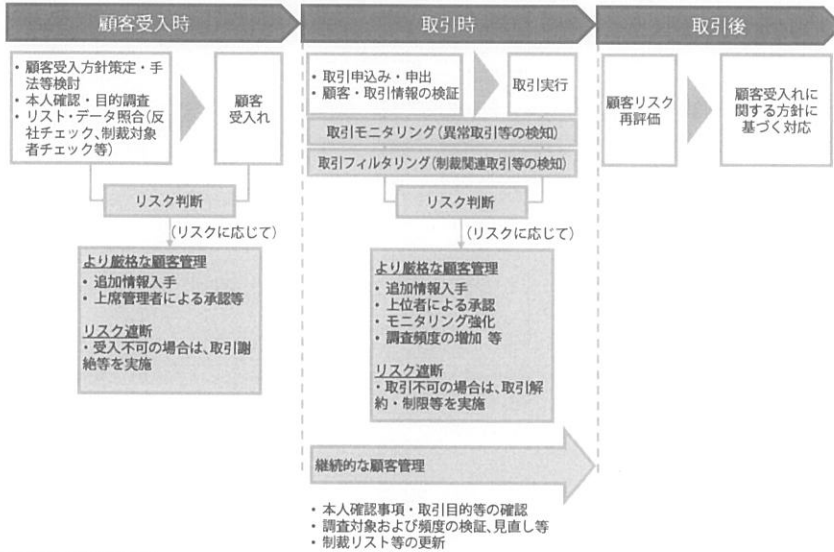 顧客受入時
取引時
取引後
・ 顧客受入方針策定・手
法等検討
・ 本人確認・目的調査
・ リスト・データ照合(反
社チェック、制裁対象
者チェック等)
顧客
受入れ
リスク判断
(リスクに応じて)
より厳格な顧客管理
・ 追加情報入手
・ 上席管理者による承認等
リスク遮断
・受入不可の場合は、取引謝
絶等を実施
・ 取引申込み・申出
・ 顧客・取引情報の検証
取引実行
取引モニタリング(異常取引等の検知)
取引フィルタリング(制裁関連取引等の検知)
リスク判断
(リスクに応じて)
より厳格な顧客管理
・ 追加情報入手
・ 上位者による承認
・ モニタリング強化
・ 調査頻度の増加 等
リスク遮断
・取引不可の場合は、取引解
約・制限等を実施
継続的な顧客管理
・ 本人確認事項・取引目的等の確認
・ 調査対象および頻度の検証、見直し等
・ 制裁リスト等の更新
顧客リスク
再評価
顧客受入れに
関する方針に
基づく対応